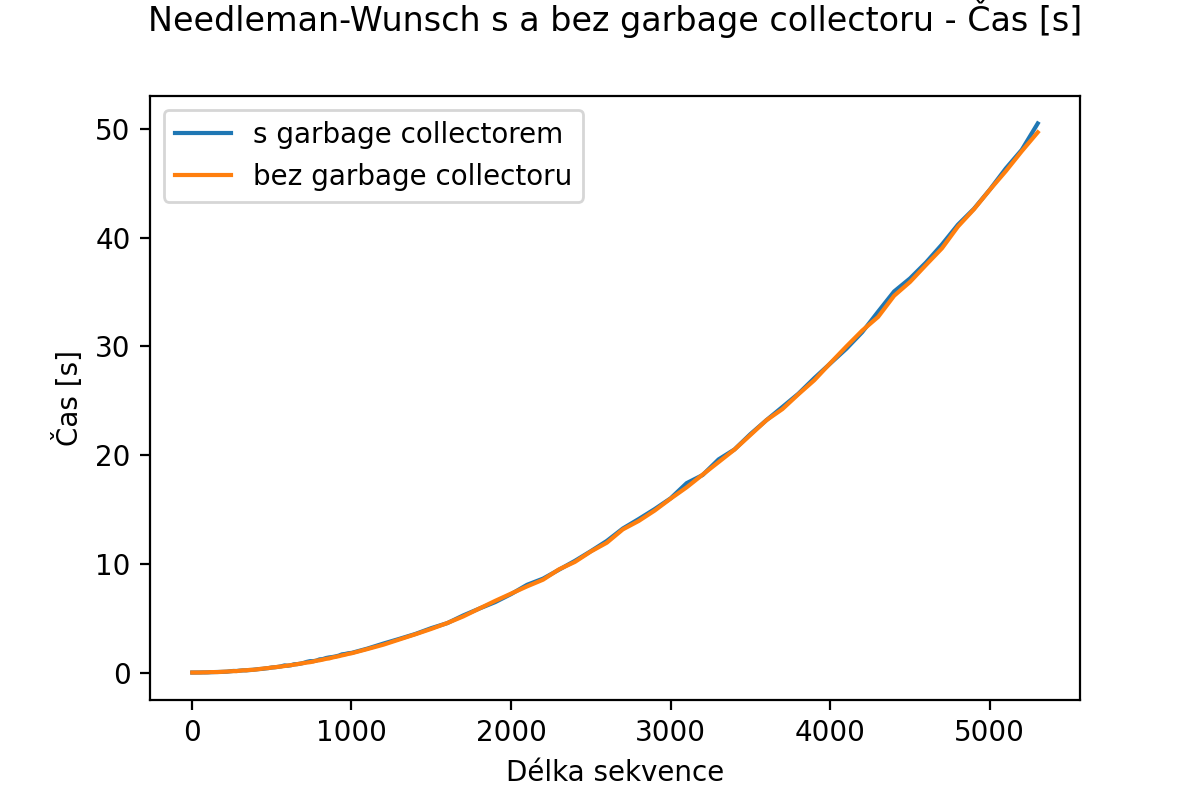 Needleman-Wunsch s a bez garbage collectoru - Čas [s]
s garbage collectorem
bez garbage collectoru
Čas [s]
50
40
30
20
10
0
0 1000 2000 3000 4000 5000
Délka sekvence